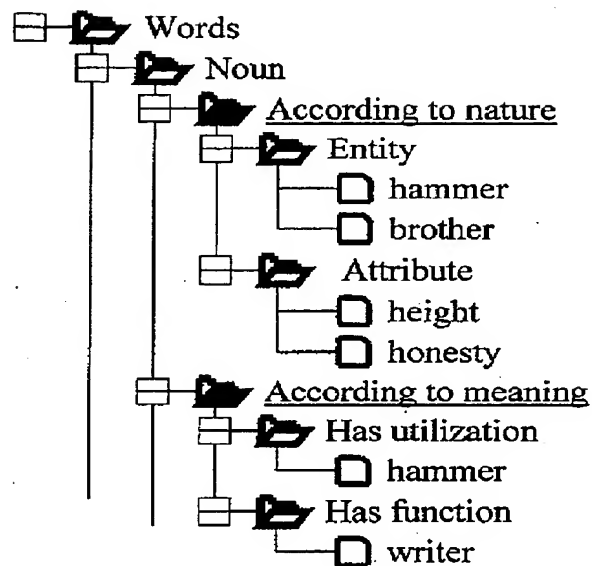 Words
Noun
According to nature
Entity
hammer
brother
Attribute
height
honesty
According to meaning
Has utilization
hammer
Has function
writer